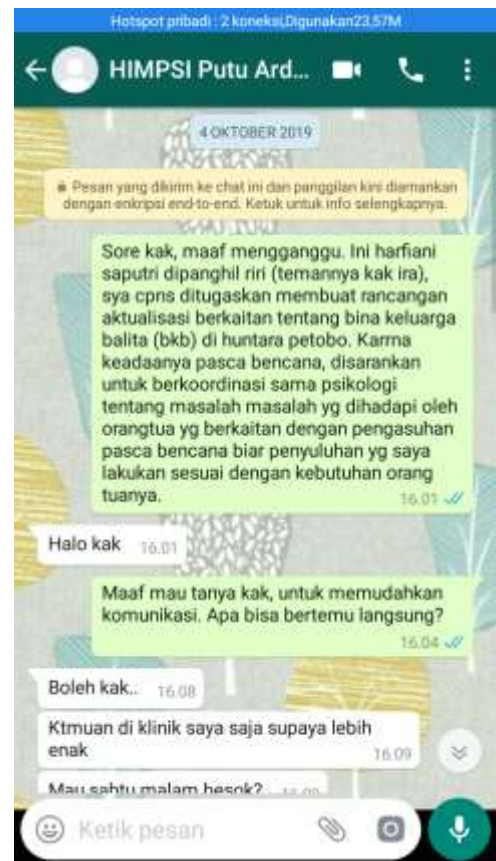 Hotspot pribadi : 2 koneksi,Digunakan23,57M
HIMPSI Putu Ard...
4 OKTOBER 2019
Pesan yang dikirim ke chat ini dan panggilan kini diamankan
dengan enkripsi end-to-end. Ketuk untuk info selengkapnya.
Sore kak, maaf mengganggu. Ini harfiani
saputri dipanghil riri (temannya kak ira),
sya cpns ditugaskan membuat rancangan
aktualisasi berkaitan tentang bina keluarga
balita (bkb) di huntara petobo. Karrna
keadaanya pasca bencana, disarankan
untuk berkoordinasi sama psikologi
tentang masalah masalah yg dihadapi oleh
orangtua yg berkaitan dengan pengasuhan
pasca bencana biar penyuluhan yg saya
lakukan sesuai dengan kebutuhan orang
tuanya.
16.01
Halo kak 16.01
Maaf mau tanya kak, untuk memudahkan
komunikasi. Apa bisa bertemu langsung?
16.04
Boleh kak.. 16.08
Ktmuan di klinik saya saja supaya lebih
enak 16.09
Mau sabtu malam besok?
Ketik pesan